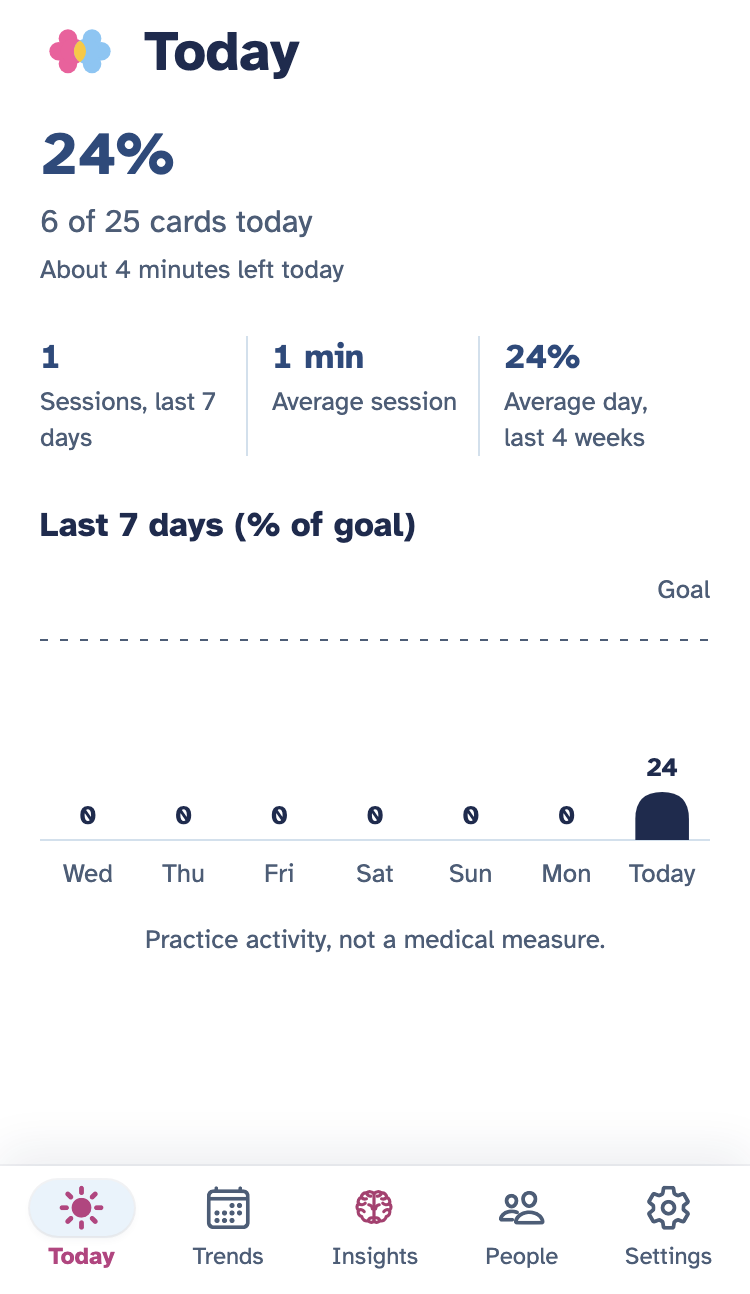 Today
24%
6 of 25 cards today
About 4 minutes left today
1
Sessions, last 7
days
1 min
Average session
24%
Average day,
last 4 weeks
Last 7 days (% of goal)
Goal
0 0 0 0 0 0 24
Wed Thu Fri Sat Sun Mon Today
Practice activity, not a medical measure.
Today Trends Insights People Settings